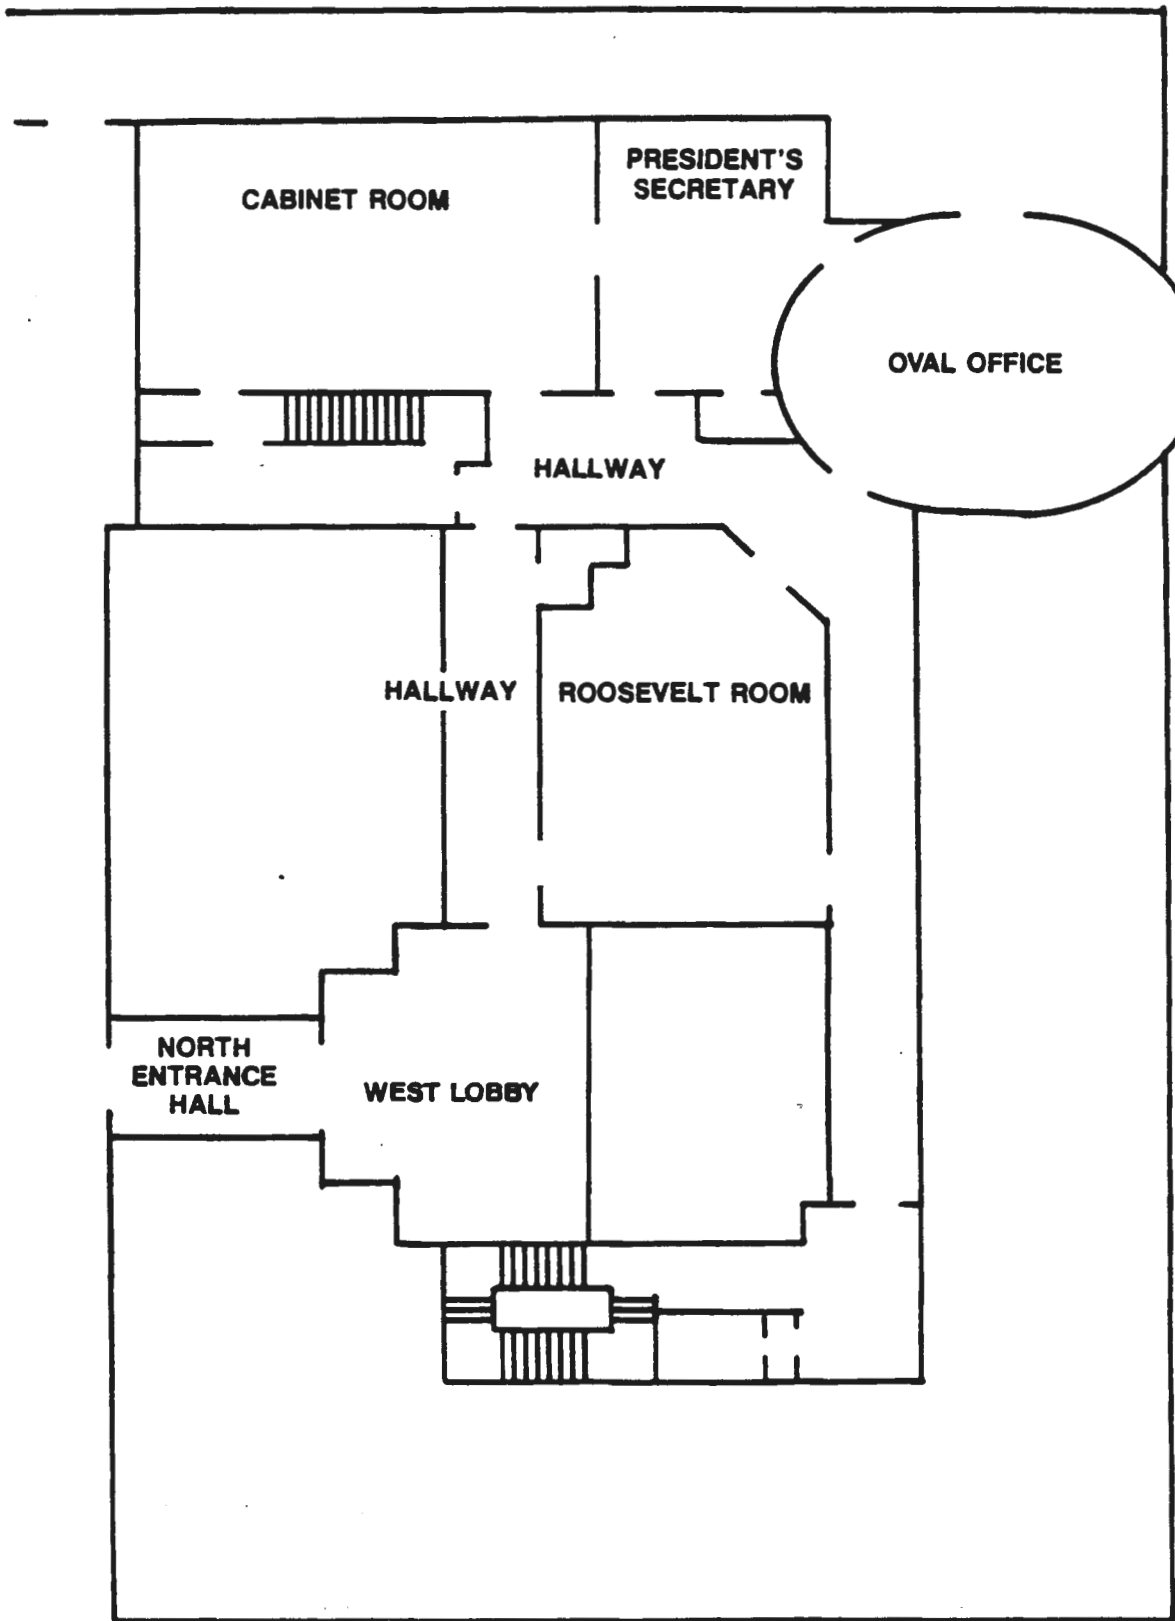 PRESIDENT'S
SECRETARY
CABINET ROOM
OVAL OFFICE
HALLWAY
HALLWAY
ROOSEVELT ROOM
NORTH
ENTRANCE
HALL
WEST LOBBY